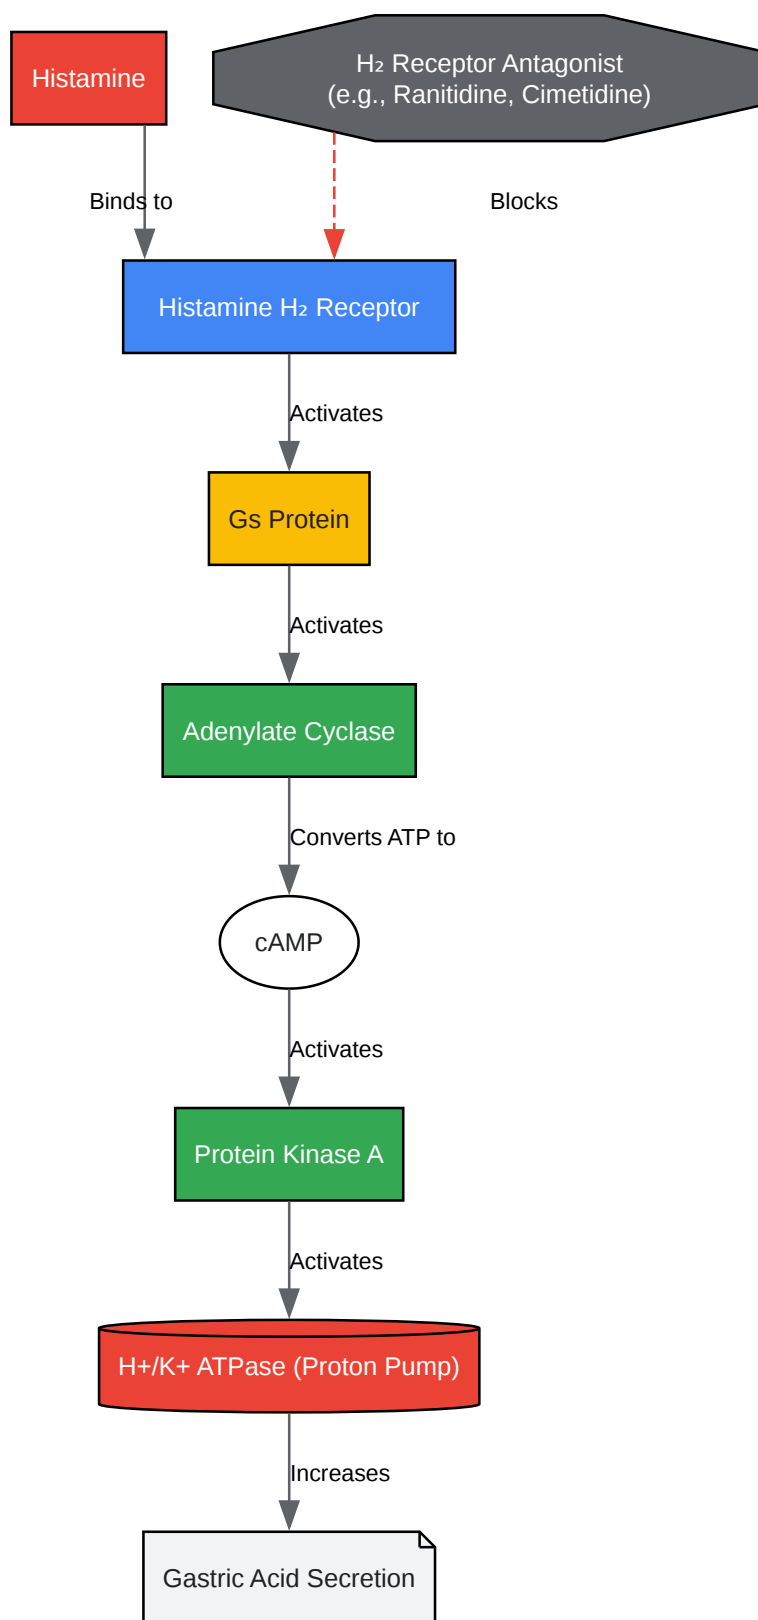 Histamine
H₂ Receptor Antagonist
(e.g., Ranitidine, Cimetidine)
Binds to
Blocks
Histamine H₂ Receptor
Activates
Gs Protein
Activates
Adenylate Cyclase
Converts ATP to
cAMP
Activates
Protein Kinase A
Activates
H+/K+ ATPase (Proton Pump)
Increases
Gastric Acid Secretion